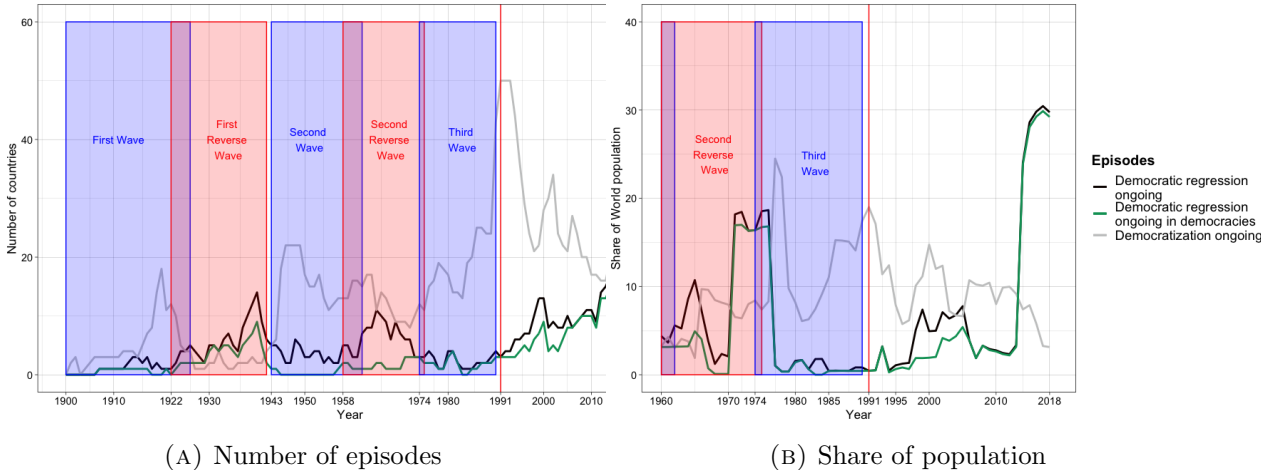 60
40
20
0
Number of countries
First Wave
First
Reverse
Wave
Second
Wave
Second
Reverse
Wave
Third
Wave
1900
1910
1922
1930
1943
1950
1958
1974
1980
1991
2000
2010
Year
(A) Number of episodes
40
30
20
10
0
Share of World population
Second
Reverse
Wave
Third
Wave
1960
1970
1974
1980
1985
1991
1995
2000
2010
2018
Year
(B) Share of population
Episodes
Democratic regression
ongoing
Democratic regression
ongoing in democracies
Democratization ongoing